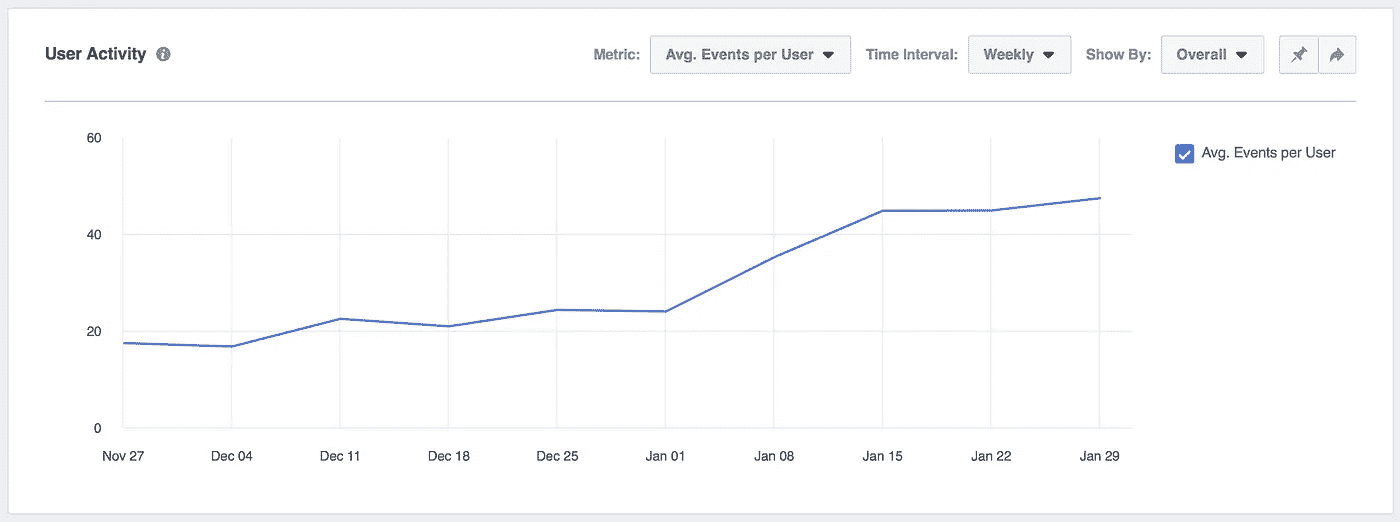 User Activity
Metric: Avg. Events per User Time Interval: Weekly Show By: Overall
60
Avg. Events per User
40
20
0
Nov 27 Dec 04 Dec 11 Dec 18 Dec 25 Jan 01 Jan 08 Jan 15 Jan 22 Jan 29